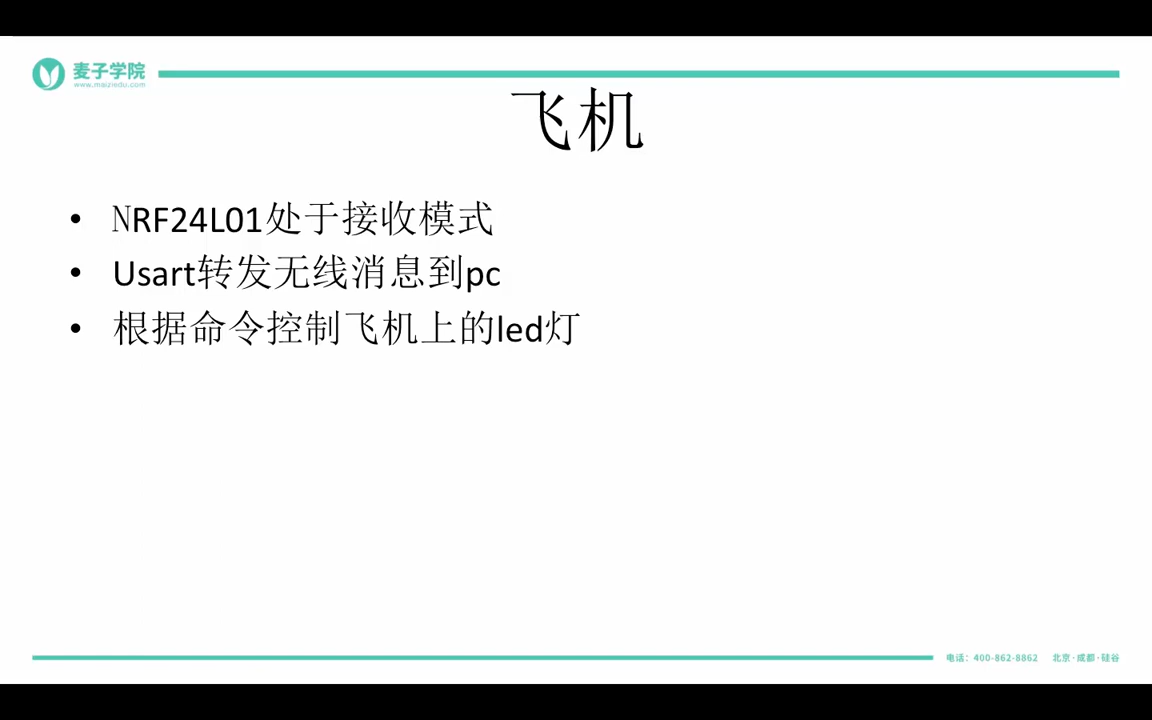 麦子学院
www.maiziedu.com
飞机
• NRF24L01处于接收模式
• Usart转发无线消息到pc
• 根据命令控制飞机上的led灯
电话：400-862-8862 北京·成都·硅谷